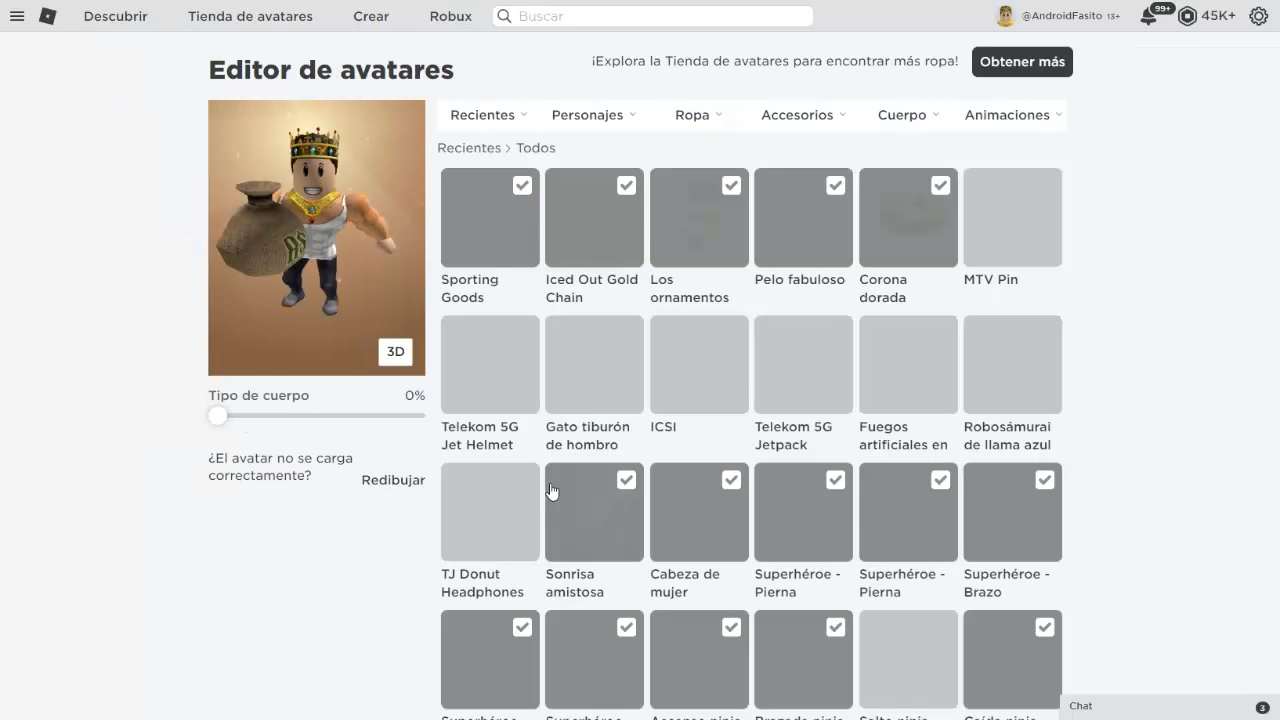 Descubrir Tienda de avatares Crear Robux Buscar @AndroidFasito 13+ 99+ 45K+
Editor de avatares
¡Explora la Tienda de avatares para encontrar más ropa! Obtener más
Recientes Personajes Ropa Accesorios Cuerpo Animaciones
Recientes > Todos
3D
Tipo de cuerpo 0%
¿El avatar no se carga
correctamente?
Redibujar
Sporting
Goods
Iced Out Gold
Chain
Los
ornamentos
Pelo fabuloso
Corona
dorada
MTV Pin
Telekom 5G
Jet Helmet
Gato tiburón
de hombro
ICSI
Telekom 5G
Jetpack
Fuegos
artificiales en
Robosámurai
de llama azul
TJ Donut
Headphones
Sonrisa
amistosa
Cabeza de
mujer
Superhéroe -
Pierna
Superhéroe -
Pierna
Superhéroe -
Brazo
Chat 3